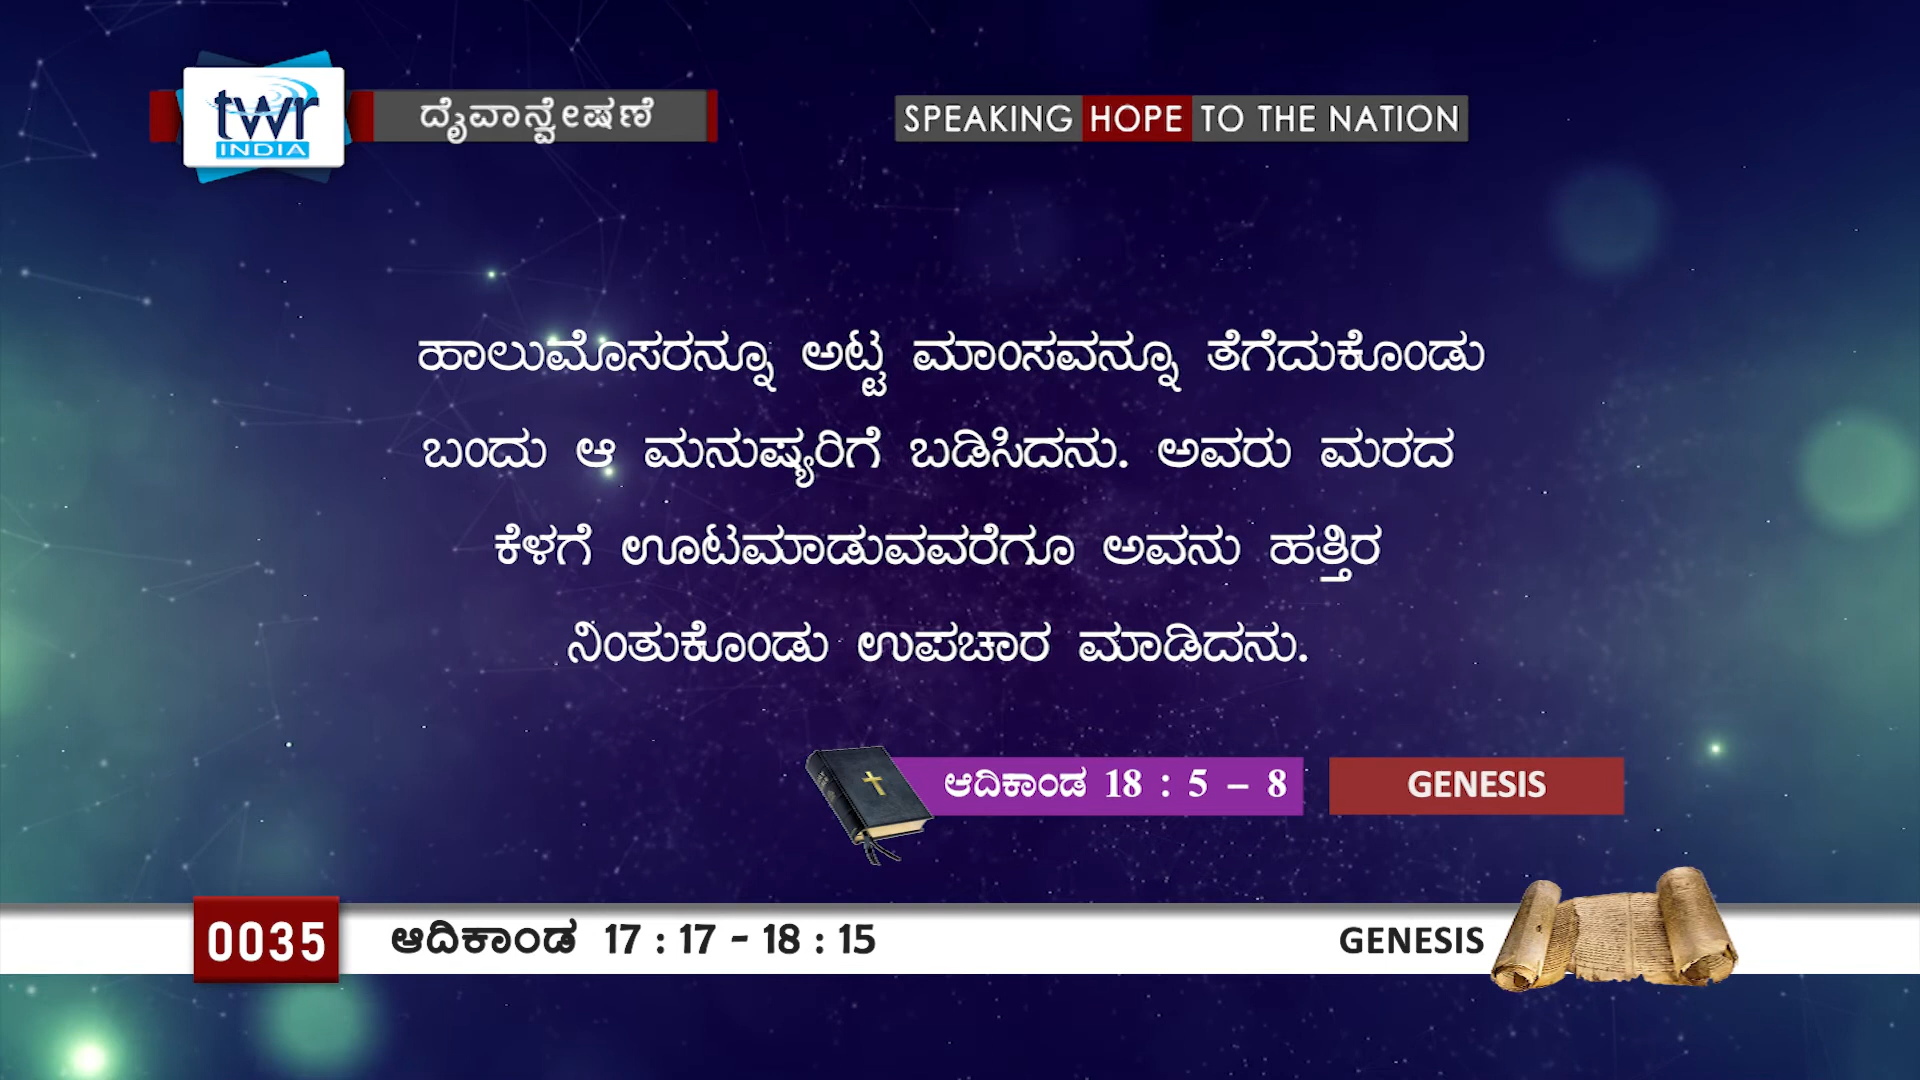 twr
INDIA
ದೈವಾನ್ವೇಷಣೆ
SPEAKING HOPE TO THE NATION
ಹಾಲುಮೊಸರನ್ನೂ ಅಟ್ಟ ಮಾಂಸವನ್ನೂ ತೆಗೆದುಕೊಂಡು
ಬಂದು ಆ ಮನುಷ್ಯರಿಗೆ ಬಡಿಸಿದನು. ಅವರು ಮರದ
ಕೆಳಗೆ ಊಟಮಾಡುವವರೆಗೂ ಅವನು ಹತ್ತಿರ
ನಿಂತುಕೊಂಡು ಉಪಚಾರ ಮಾಡಿದನು.
ಆದಿಕಾಂಡ 18 : 5 – 8
GENESIS
0035
ಆದಿಕಾಂಡ 17 : 17 - 18 : 15
GENESIS